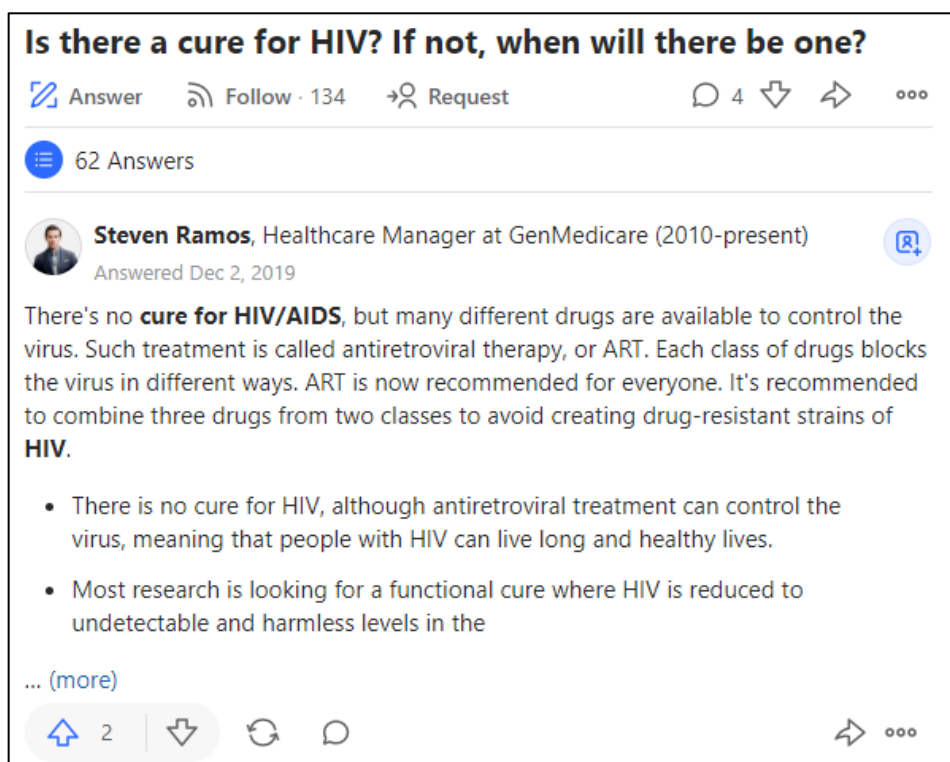 Is there a cure for HIV? If not, when will there be one?
Answer Follow · 134 Request 4
62 Answers
Steven Ramos, Healthcare Manager at GenMedicare (2010-present)
Answered Dec 2, 2019
There's no cure for HIV/AIDS, but many different drugs are available to control the
virus. Such treatment is called antiretroviral therapy, or ART. Each class of drugs blocks
the virus in different ways. ART is now recommended for everyone. It's recommended
to combine three drugs from two classes to avoid creating drug-resistant strains of
HIV.
• There is no cure for HIV, although antiretroviral treatment can control the
virus, meaning that people with HIV can live long and healthy lives.
• Most research is looking for a functional cure where HIV is reduced to
undetectable and harmless levels in the
... (more)
2